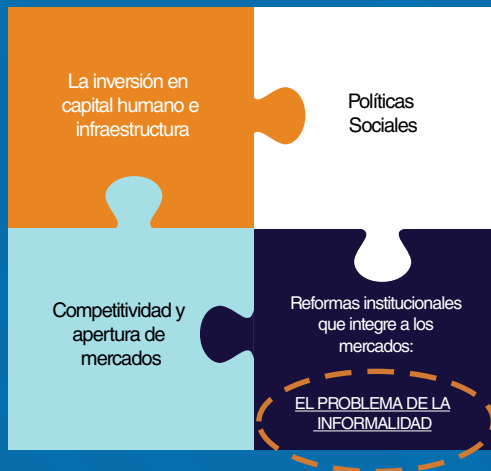 La inversión en
capital humano e
infraestructura
Políticas
Sociales
Competitividad y
apertura de
mercados
Reformas institucionales
que integre a los
mercados:
EL PROBLEMA DE LA
INFORMALIDAD